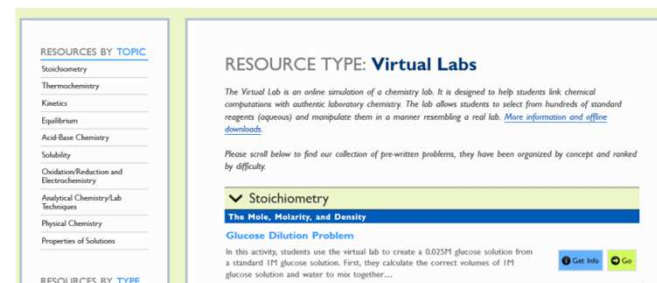 RESOURCES BY TOPIC
Stoichiometry
Thermochemistry
Kinetics
Equilibrium
Acid-Base Chemistry
Solubility
Oxidation/Reduction and
Electrochemistry
Analytical Chemistry/Lab
Techniques
Physical Chemistry
Properties of Solutions
RESOURCES BY TYPE
RESOURCE TYPE: Virtual Labs
The Virtual Lab is an online simulation of a chemistry lab. It is designed to help students link chemical
computations with authentic laboratory chemistry. The lab allows students to select from hundreds of standard
reagents (aqueous) and manipulate them in a manner resembling a real lab. More information and offline
downloads.
Please scroll below to find our collection of pre-written problems, they have been organized by concept and ranked
by difficulty.
Stoichiometry
The Mole, Molarity, and Density
Glucose Dilution Problem
In this activity, students use the virtual lab to create a 0.025M glucose solution from
a standard 1M glucose solution. First, they calculate the correct volumes of 1M
glucose solution and water to mix together...
Get Info
Go